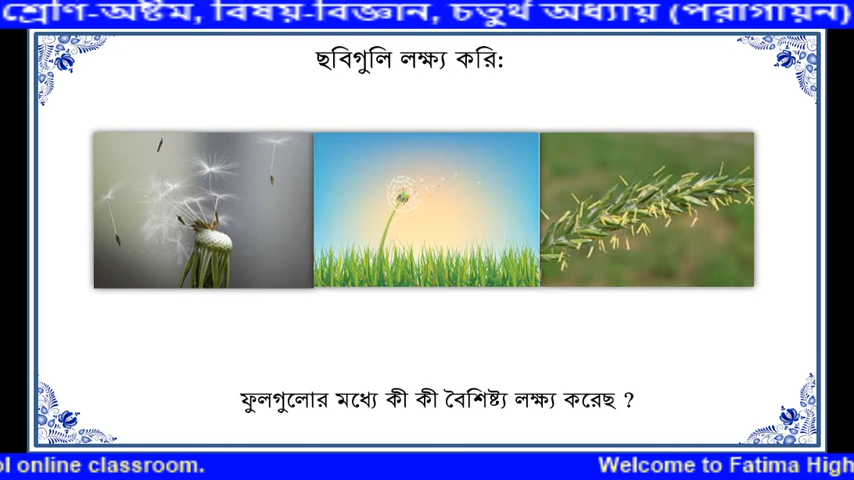 শ্রেণি-অষ্টম, বিষয়-বিজ্ঞান, চতুর্থ অধ্যায় (পরাগায়ন)
ছবিগুলি লক্ষ্য করি:
ফুলগুলোর মধ্যে কী কী বৈশিষ্ট্য লক্ষ্য করেছ ?
ol online classroom. Welcome to Fatima High